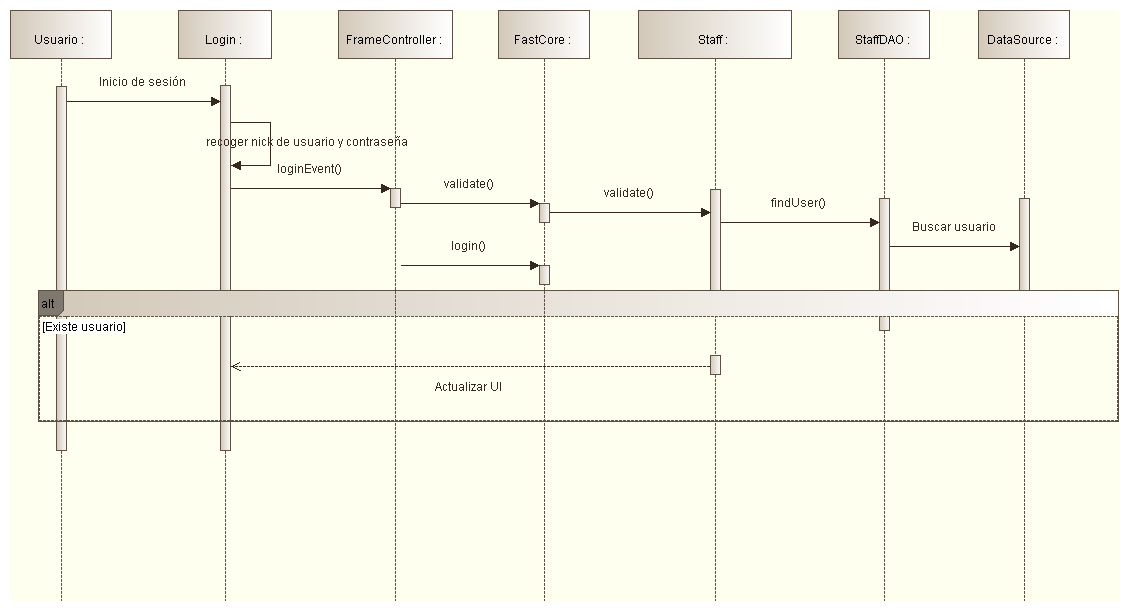 Usuario :
Login :
FrameController :
FastCore :
Staff :
StaffDAO :
DataSource :
Inicio de sesión
recoger nick de usuario y contraseña
loginEvent()
validate()
validate()
findUser()
Buscar usuario
login()
alt
[Existe usuario]
Actualizar UI